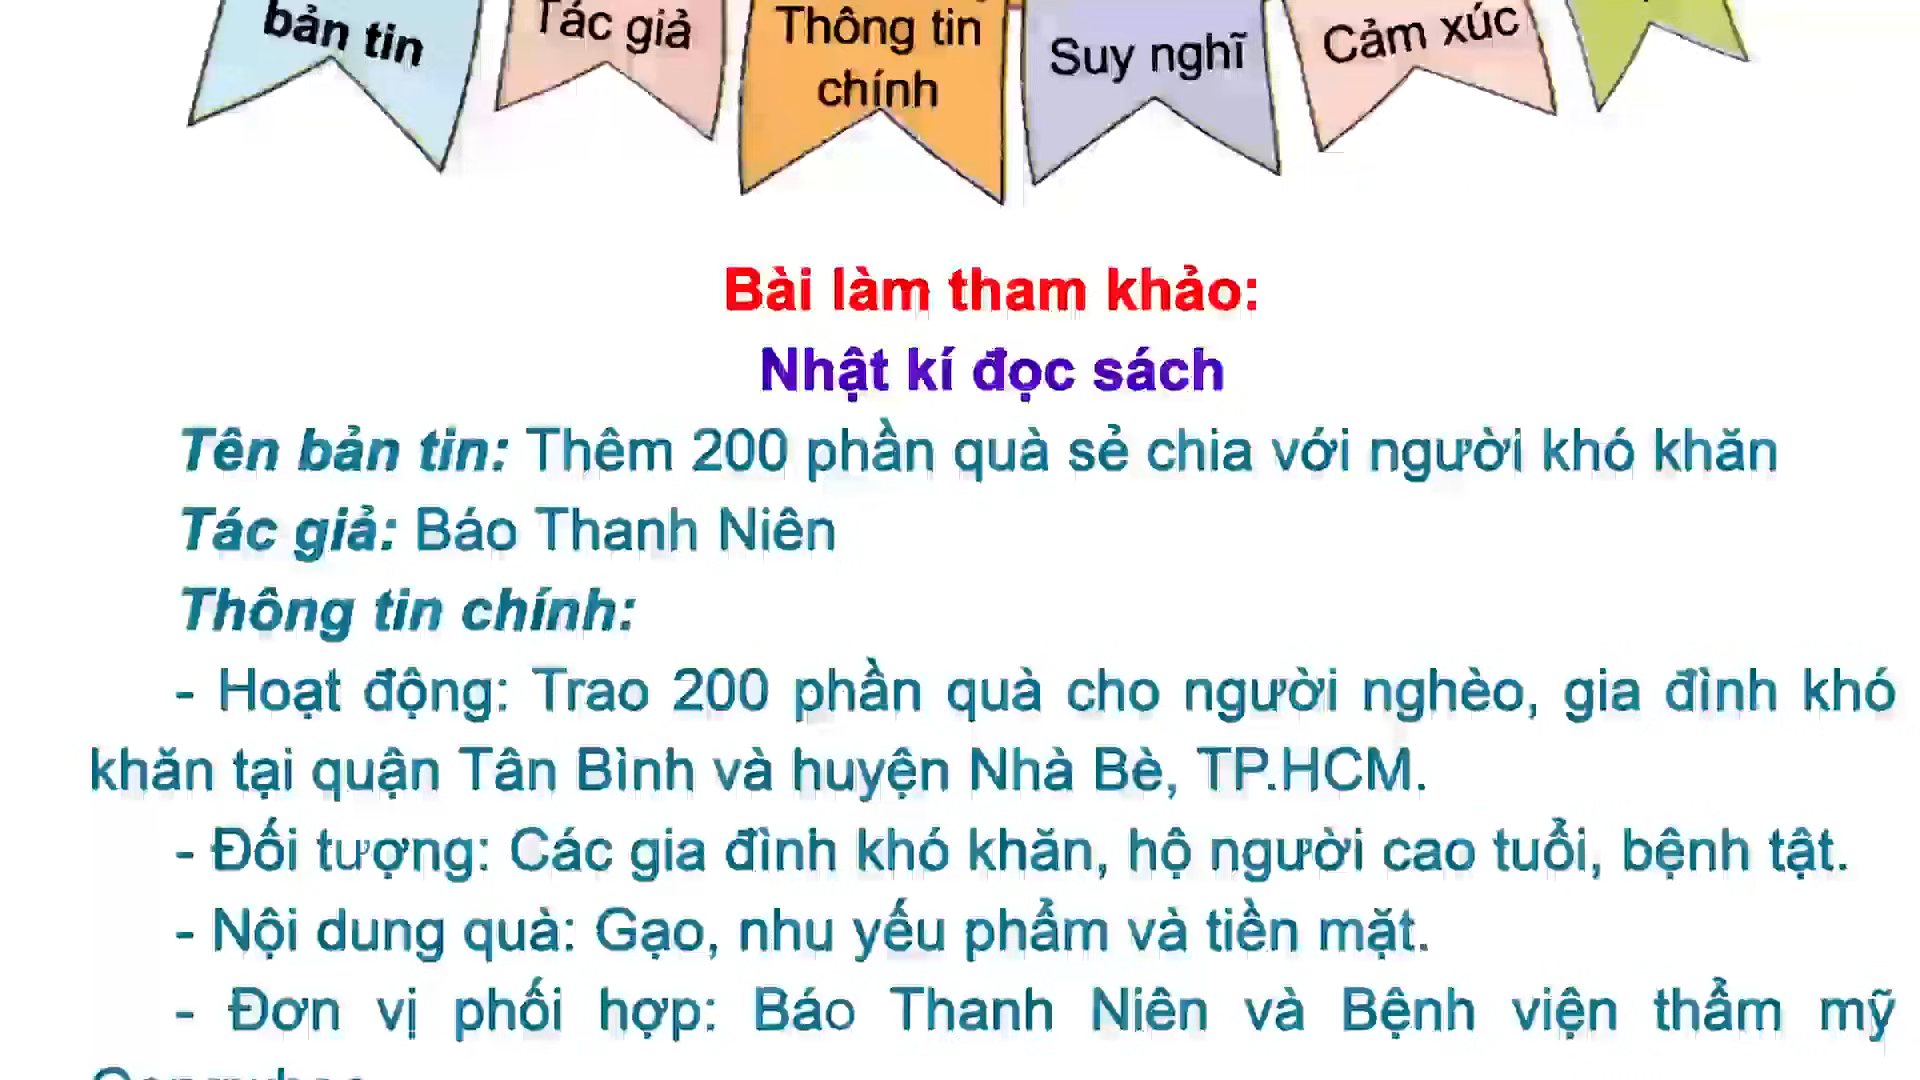 bản tin
Tác giả
Thông tin
chính
Suy nghĩ
Cảm xúc
Bài làm tham khảo:
Nhật kí đọc sách
Tên bản tin: Thêm 200 phần quà sẻ chia với người khó khăn
Tác giả: Báo Thanh Niên
Thông tin chính:
- Hoạt động: Trao 200 phần quà cho người nghèo, gia đình khó
khăn tại quận Tân Bình và huyện Nhà Bè, TP.HCM.
- Đối tượng: Các gia đình khó khăn, hộ người cao tuổi, bệnh tật.
- Nội dung quà: Gạo, nhu yếu phẩm và tiền mặt.
- Đơn vị phối hợp: Báo Thanh Niên và Bệnh viện thẩm mỹ